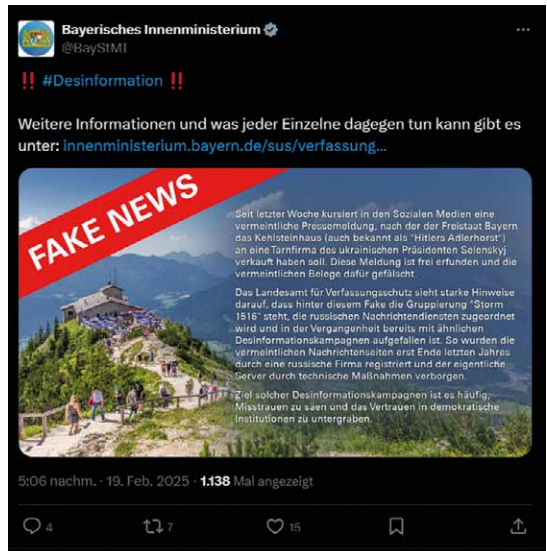 Bayerisches Innenministerium
@BayStMI
‼ #Desinformation ‼
Weitere Informationen und was jeder Einzelne dagegen tun kann gibt es
unter: innenministerium.bayern.de/sus/verfassung...
FAKE NEWS
Seit letzter Woche kursiert in den Sozialen Medien eine
vermeintliche Pressemeldung, nach der der Freistaat Bayern
das Kehlsteinhaus (auch bekannt als "Hitlers Adlerhorst")
an eine Tarnfirma des ukrainischen Präsidenten Selenskyj
verkauft haben soll. Diese Meldung ist frei erfunden und die
vermeintlichen Belege dafür gefälscht.
Das Landesamt für Verfassungsschutz sieht starke Hinweise
darauf, dass hinter diesem Fake die Gruppierung "Storm
1516" steht, die russischen Nachrichtendiensten zugeordnet
wird und in der Vergangenheit bereits mit ähnlichen
Desinformationskampagnen aufgefallen ist. So wurden die
vermeintlichen Nachrichtenseiten erst Ende letzten Jahres
durch eine russische Firma registriert und der eigentliche
Server durch technische Maßnahmen verborgen.
Ziel solcher Desinformationskampagnen ist es häufig,
Misstrauen zu säen und das Vertrauen in demokratische
Institutionen zu untergraben.
5:06 nachm. · 19. Feb. 2025 · 1.138 Mal angezeigt
4 7 15